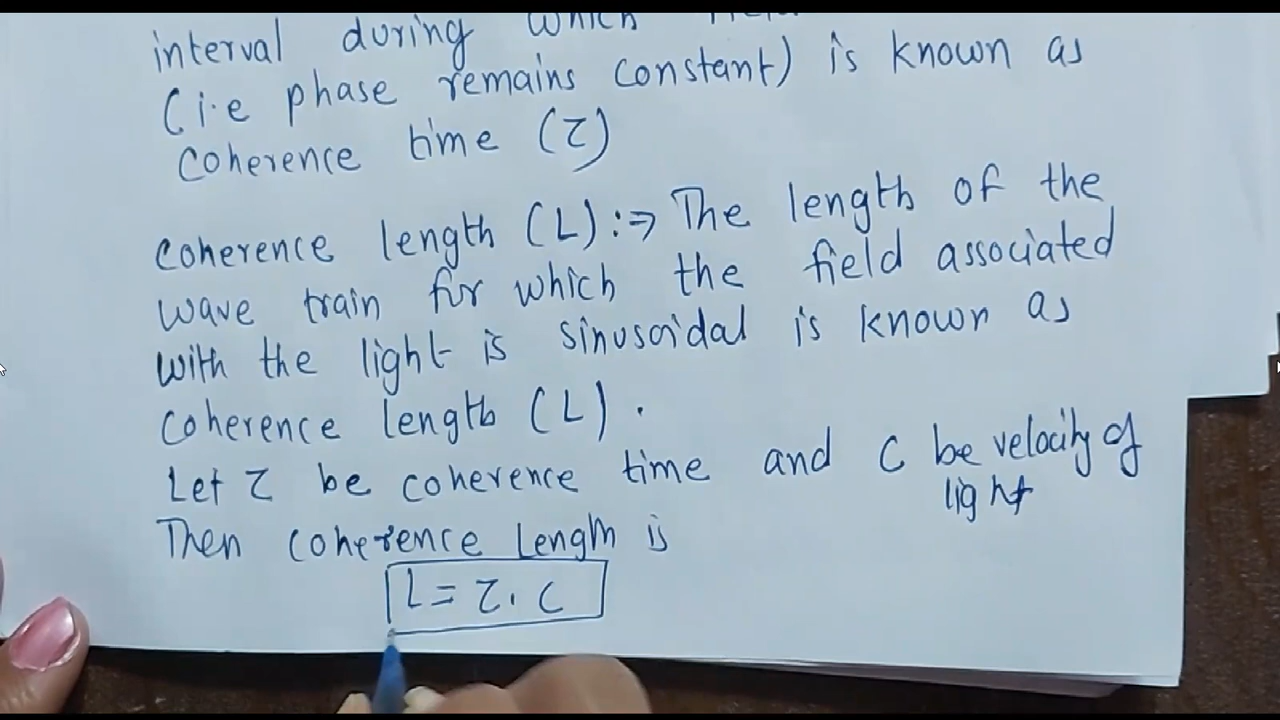 interval during which
(i.e phase remains constant) is known as
coherence time (τ)
coherence length (L) :⇒ The length of the
wave train for which the field associated
with the light is sinusoidal is known as
coherence length (L) .
Let τ be coherence time and c be velocity of
light
Then coherence Length is
L = τ. c